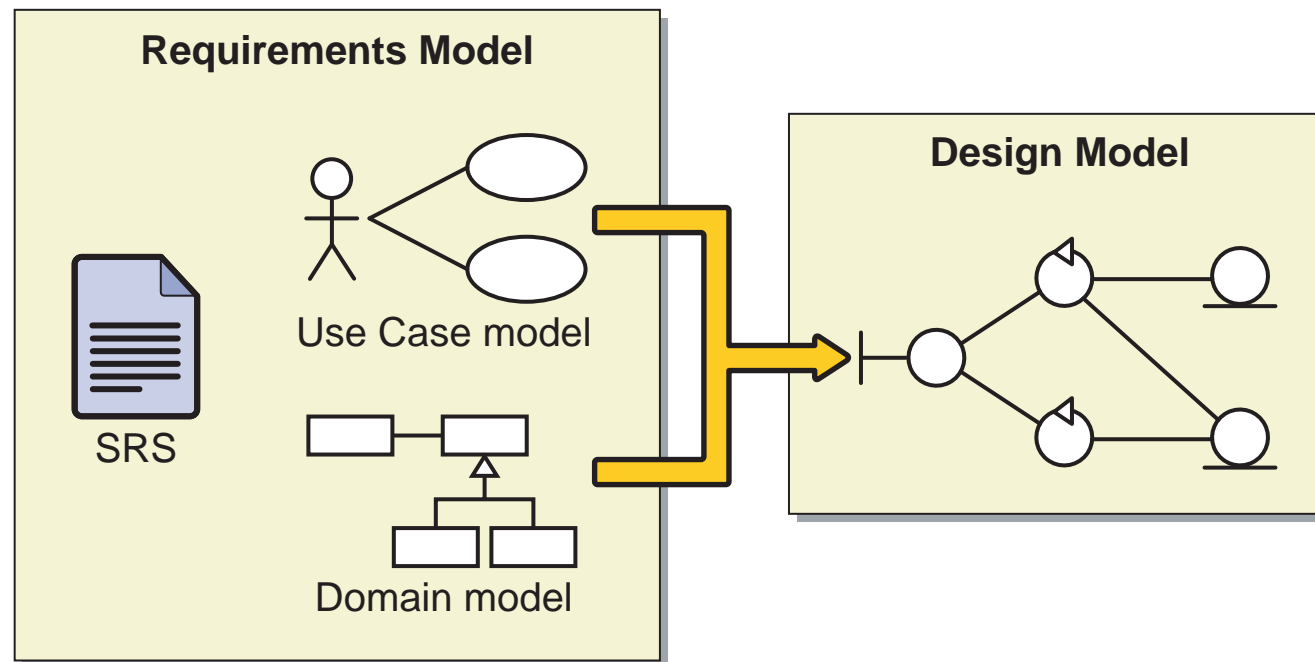 Requirements Model
Design Model
Use Case model
SRS
Domain model